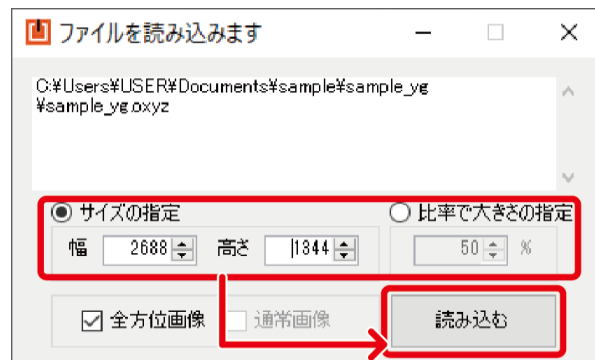 ファイルを読み込みます
C:¥Users¥USER¥Documents¥sample¥sample_yg
¥sample_yg.oxyz
サイズの指定 比率で大きさの指定
幅 2688 高さ 1344 50 %
全方位画像 通常画像 読み込む